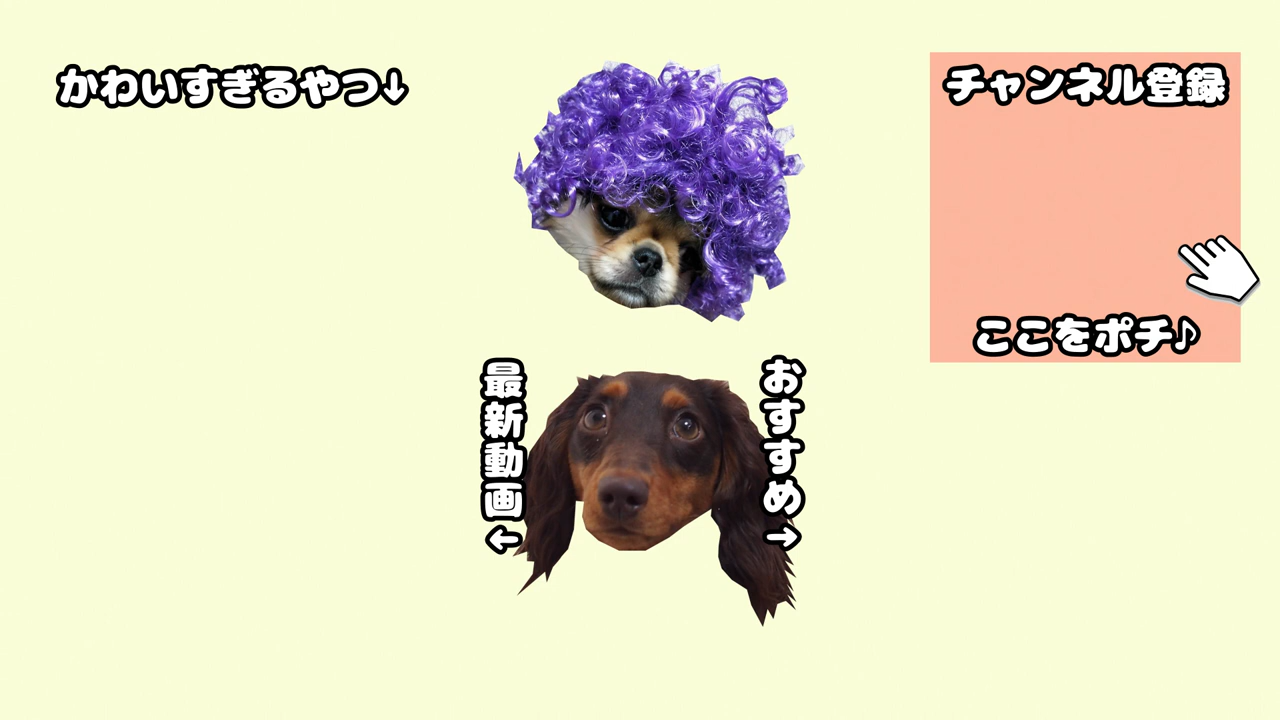 かわいすぎるやつ↓
チャンネル登録
ここをポチ♪
最新動画←
おすすめ→